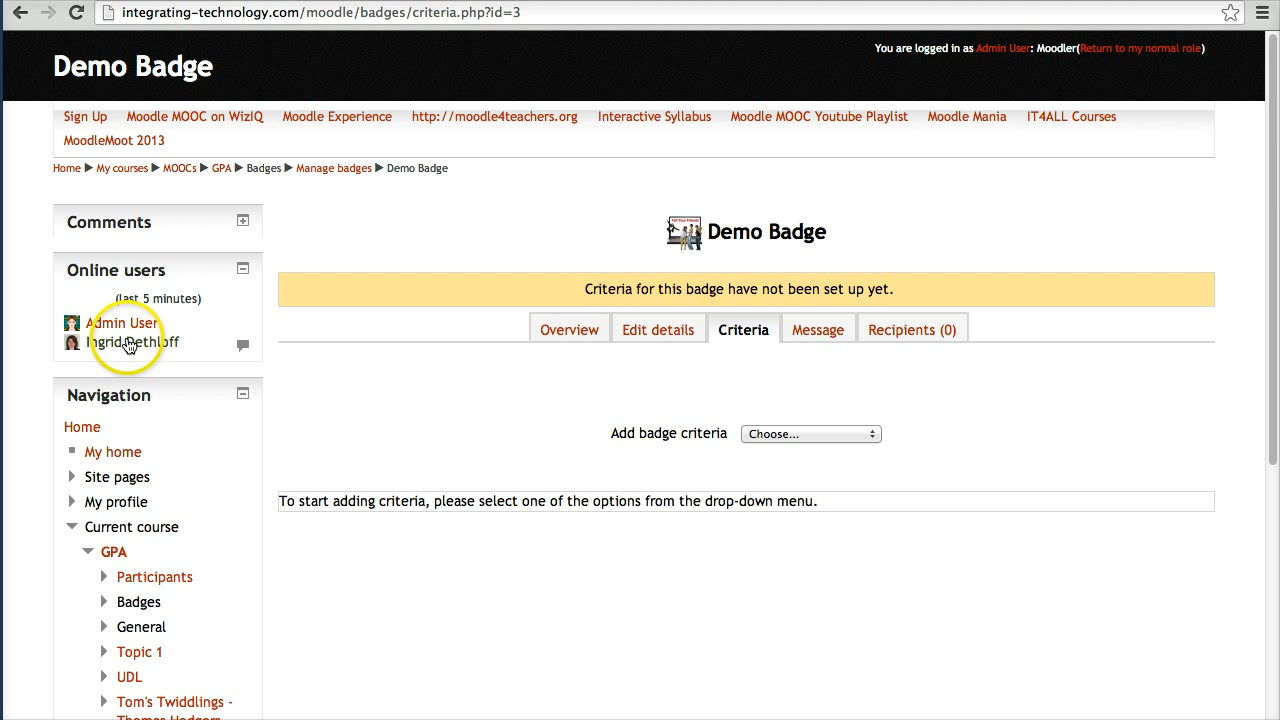 integrating-technology.com/moodle/badges/criteria.php?id=3
You are logged in as Admin User: Moodler(Return to my normal role)
Demo Badge
Sign Up Moodle MOOC on WizIQ Moodle Experience http://moodle4teachers.org Interactive Syllabus Moodle MOOC Youtube Playlist Moodle Mania IT4ALL Courses
MoodleMoot 2013
Home ▶ My courses ▶ MOOCs ▶ GPA ▶ Badges ▶ Manage badges ▶ Demo Badge
Comments
Online users
(last 5 minutes)
Admin User
Ingrid Rethloff
Navigation
Home
My home
Site pages
My profile
Current course
GPA
Participants
Badges
General
Topic 1
UDL
Tom's Twiddlings -
Demo Badge
Criteria for this badge have not been set up yet.
Overview Edit details Criteria Message Recipients (0)
Add badge criteria Choose...
To start adding criteria, please select one of the options from the drop-down menu.